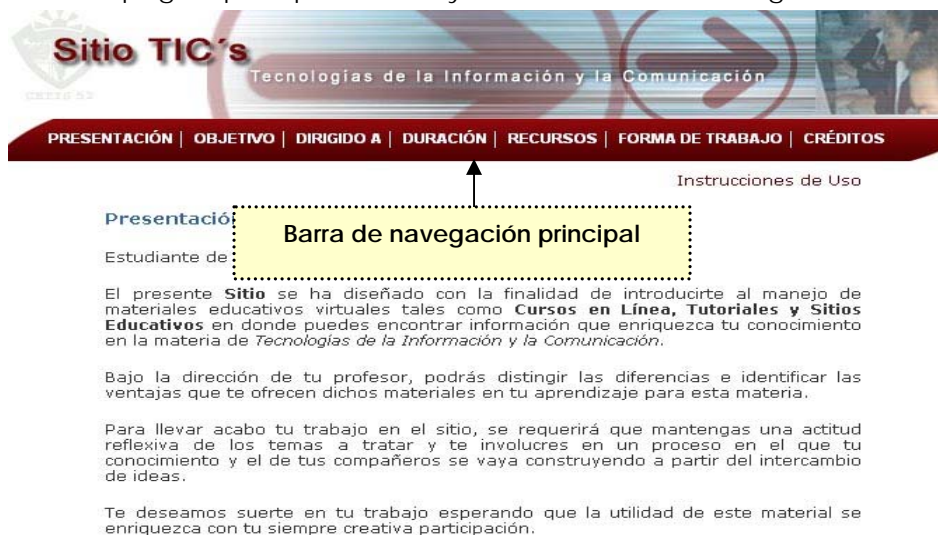 Sitio TIC´s
Tecnologías de la Información y la Comunicación
PRESENTACIÓN | OBJETIVO | DIRIGIDO A | DURACIÓN | RECURSOS | FORMA DE TRABAJO | CRÉDITOS
Instrucciones de Uso
Presentació
Barra de navegación principal
Estudiante de
El presente Sitio se ha diseñado con la finalidad de introducirte al manejo de
materiales educativos virtuales tales como Cursos en Línea, Tutoriales y Sitios
Educativos en donde puedes encontrar información que enriquezca tu conocimiento
en la materia de Tecnologías de la Información y la Comunicación.
Bajo la dirección de tu profesor, podrás distingir las diferencias e identificar las
ventajas que te ofrecen dichos materiales en tu aprendizaje para esta materia.
Para llevar acabo tu trabajo en el sitio, se requerirá que mantengas una actitud
reflexiva de los temas a tratar y te involucres en un proceso en el que tu
conocimiento y el de tus compañeros se vaya construyendo a partir del intercambio
de ideas.
Te deseamos suerte en tu trabajo esperando que la utilidad de este material se
enriquezca con tu siempre creativa participación.